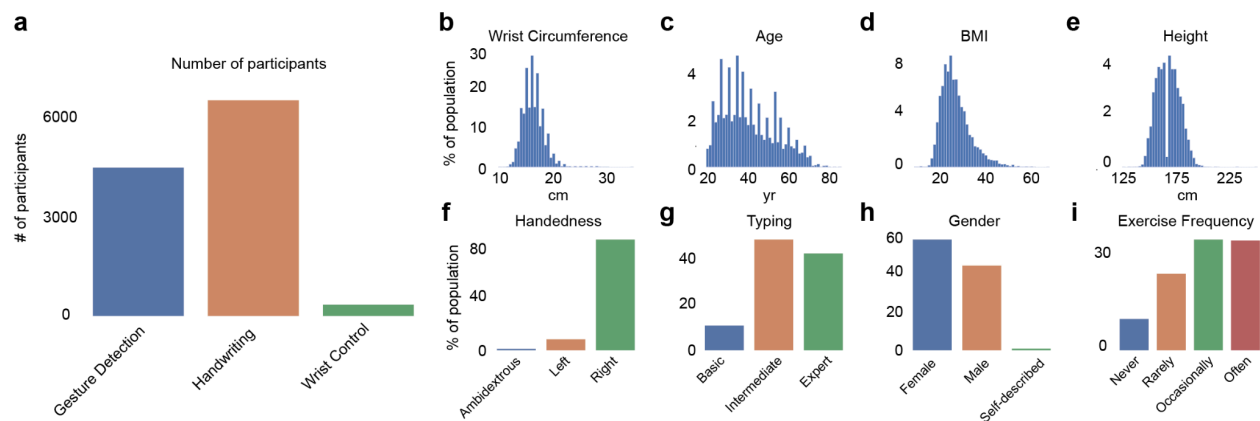 a
Number of participants
# of participants
6000
3000
0
Gesture Detection
Handwriting
Wrist Control
b
Wrist Circumference
% of population
30
20
10
0
10 20 30
cm
c
Age
4
2
0
20 40 60 80
yr
d
BMI
8
4
0
20 40 60
e
Height
4
2
0
125 175 225
cm
f
Handedness
% of population
80
40
0
Ambidextrous
Left
Right
g
Typing
40
20
0
Basic
Intermediate
Expert
h
Gender
60
40
20
0
Female
Male
Self-described
i
Exercise Frequency
30
0
Never
Rarely
Occasionally
Often